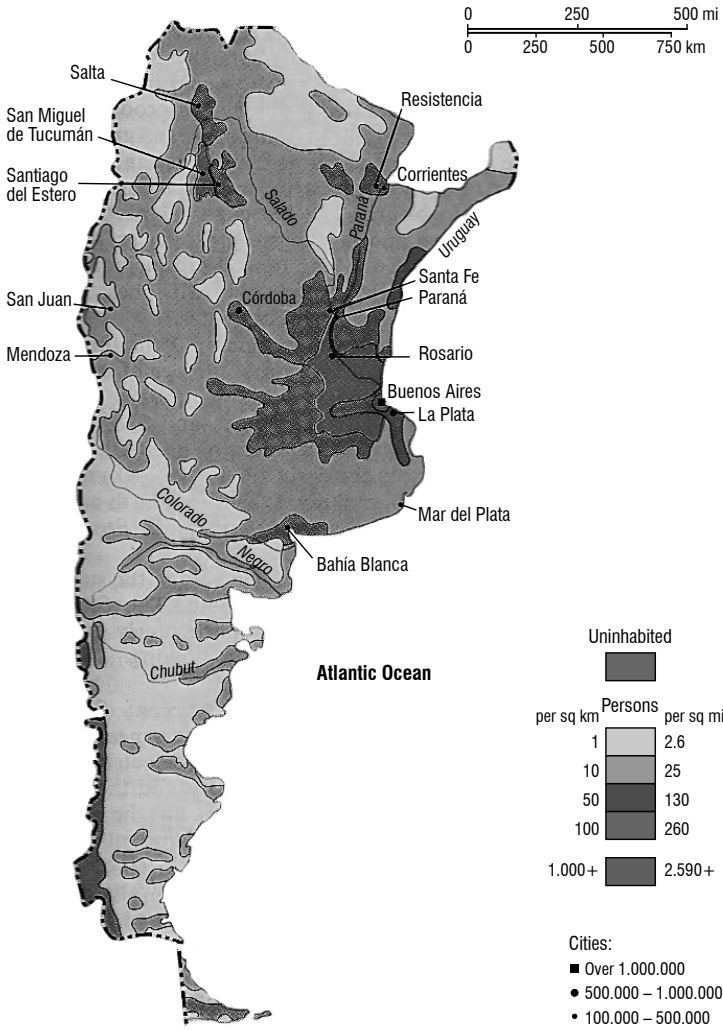 0 250 500 mi
0 250 500 750 km
Salta
San Miguel
de Tucumán
Santiago
del Estero
Resistencia
Corrientes
Salado
Paraná
Uruguay
San Juan
Córdoba
Santa Fe
Paraná
Mendoza
Rosario
Buenos Aires
La Plata
Colorado
Mar del Plata
Negro
Bahía Blanca
Chubut
Atlantic Ocean
Uninhabited
Persons
per sq km per sq mi
1 2.6
10 25
50 130
100 260
1.000+ 2.590+
Cities:
Over 1.000.000
500.000 – 1.000.000
100.000 – 500.000